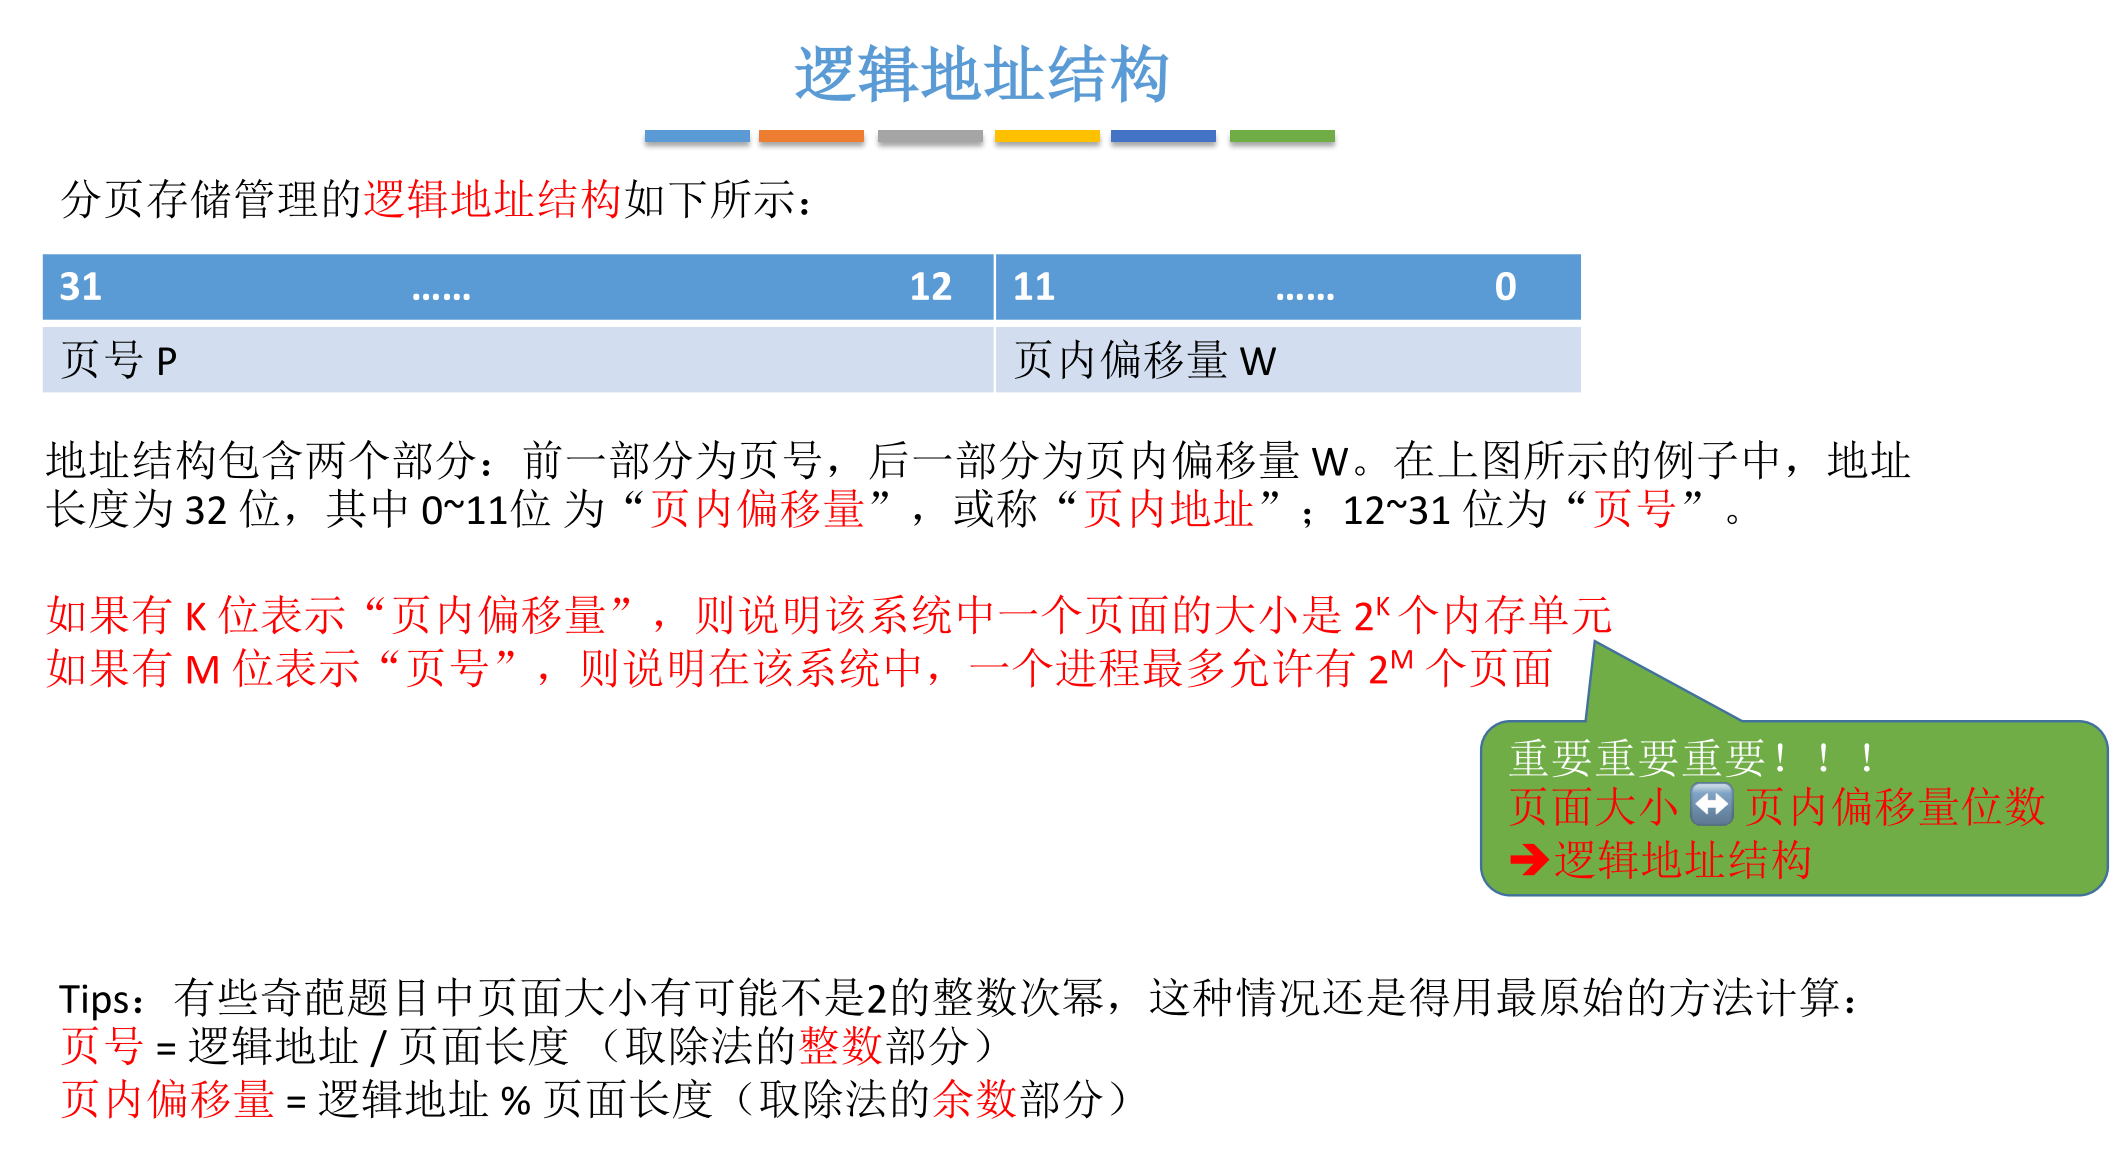 逻辑地址结构
分页存储管理的逻辑地址结构如下所示：
31 …… 12 11 …… 0
页号 P 页内偏移量 W
地址结构包含两个部分：前一部分为页号，后一部分为页内偏移量 W。在上图所示的例子中，地址
长度为 32 位，其中 0~11位 为“页内偏移量”，或称“页内地址”；12~31 位为“页号”。
如果有 K 位表示“页内偏移量”，则说明该系统中一个页面的大小是 2ᴷ 个内存单元
如果有 M 位表示“页号”，则说明在该系统中，一个进程最多允许有 2ᴹ 个页面
重要重要重要！！！
页面大小 ↔️ 页内偏移量位数
➔逻辑地址结构
Tips：有些奇葩题目中页面大小有可能不是2的整数次幂，这种情况还是得用最原始的方法计算：
页号 = 逻辑地址 / 页面长度 （取除法的整数部分）
页内偏移量 = 逻辑地址 % 页面长度（取除法的余数部分）